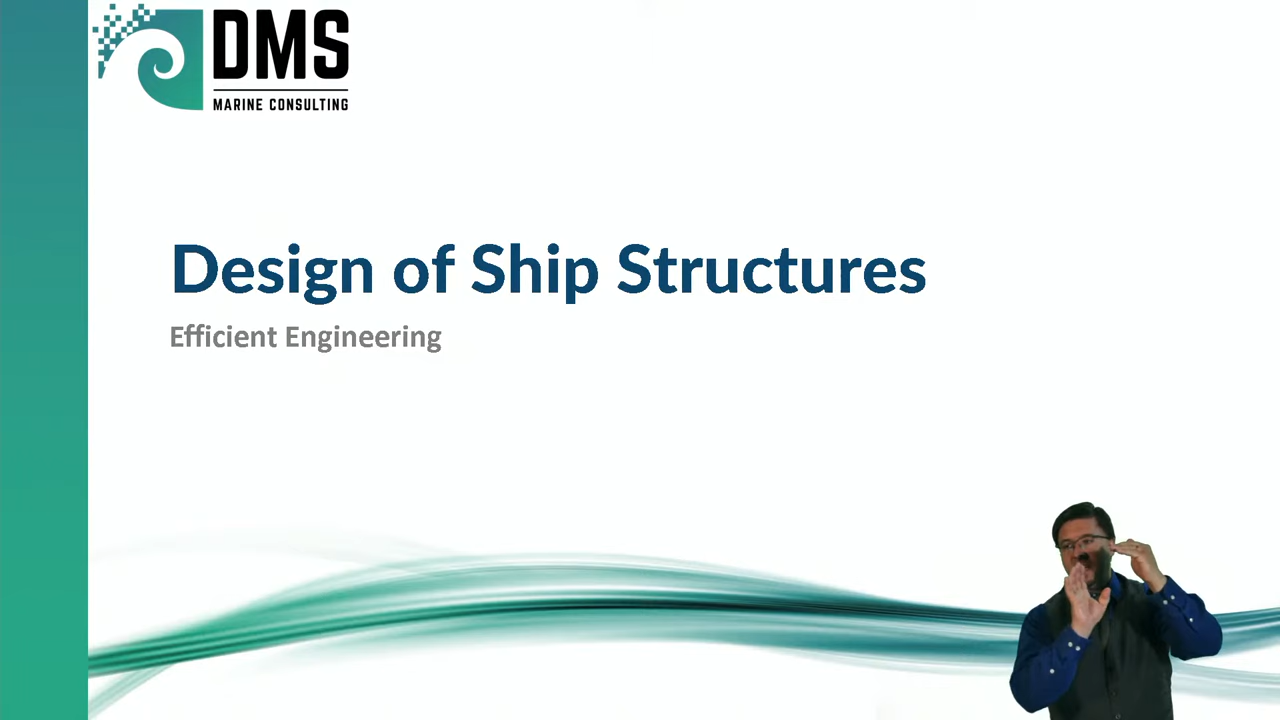 DMS
MARINE CONSULTING
Design of Ship Structures
Efficient Engineering